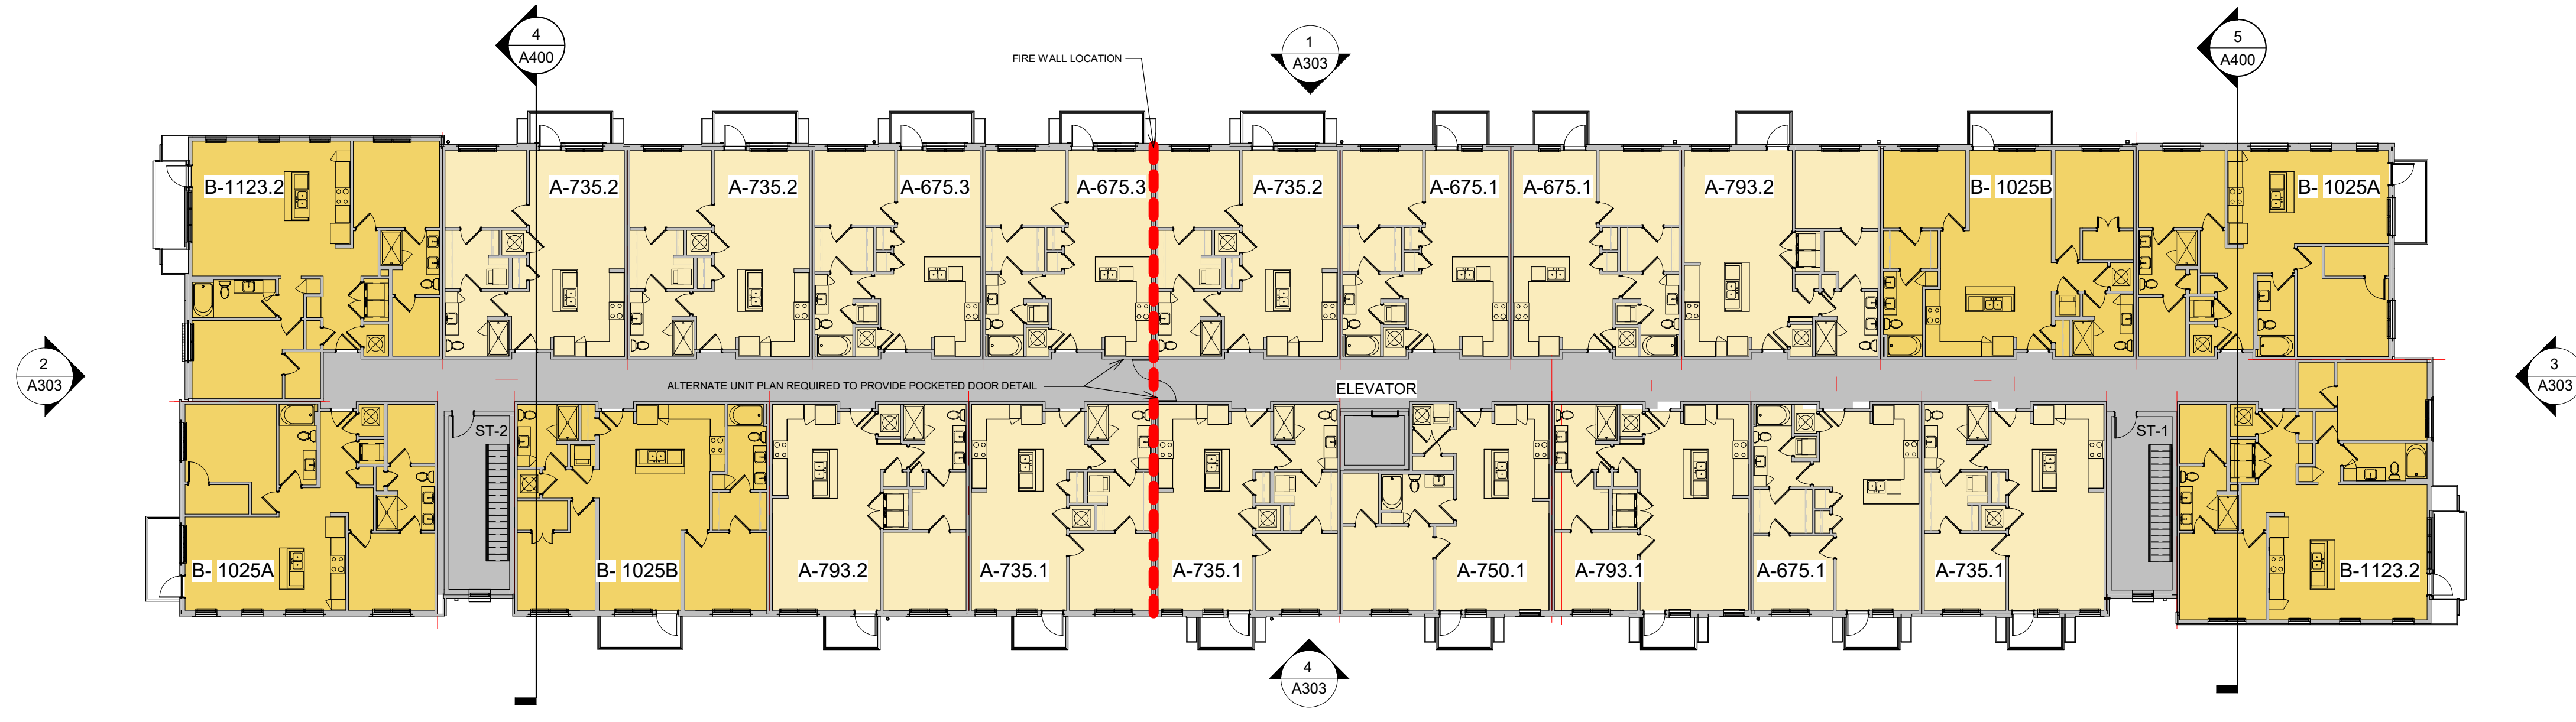 4
A400
1
A303
5
A400
FIRE WALL LOCATION
B-1123.2
A-735.2
A-735.2
A-675.3
A-675.3
A-735.2
A-675.1
A-675.1
A-793.2
B- 1025B
B- 1025A
2
A303
3
A303
ALTERNATE UNIT PLAN REQUIRED TO PROVIDE POCKETED DOOR DETAIL
ELEVATOR
ST-2
ST-1
B- 1025A
B- 1025B
A-793.2
A-735.1
A-735.1
A-750.1
A-793.1
A-675.1
A-735.1
B-1123.2
4
A303